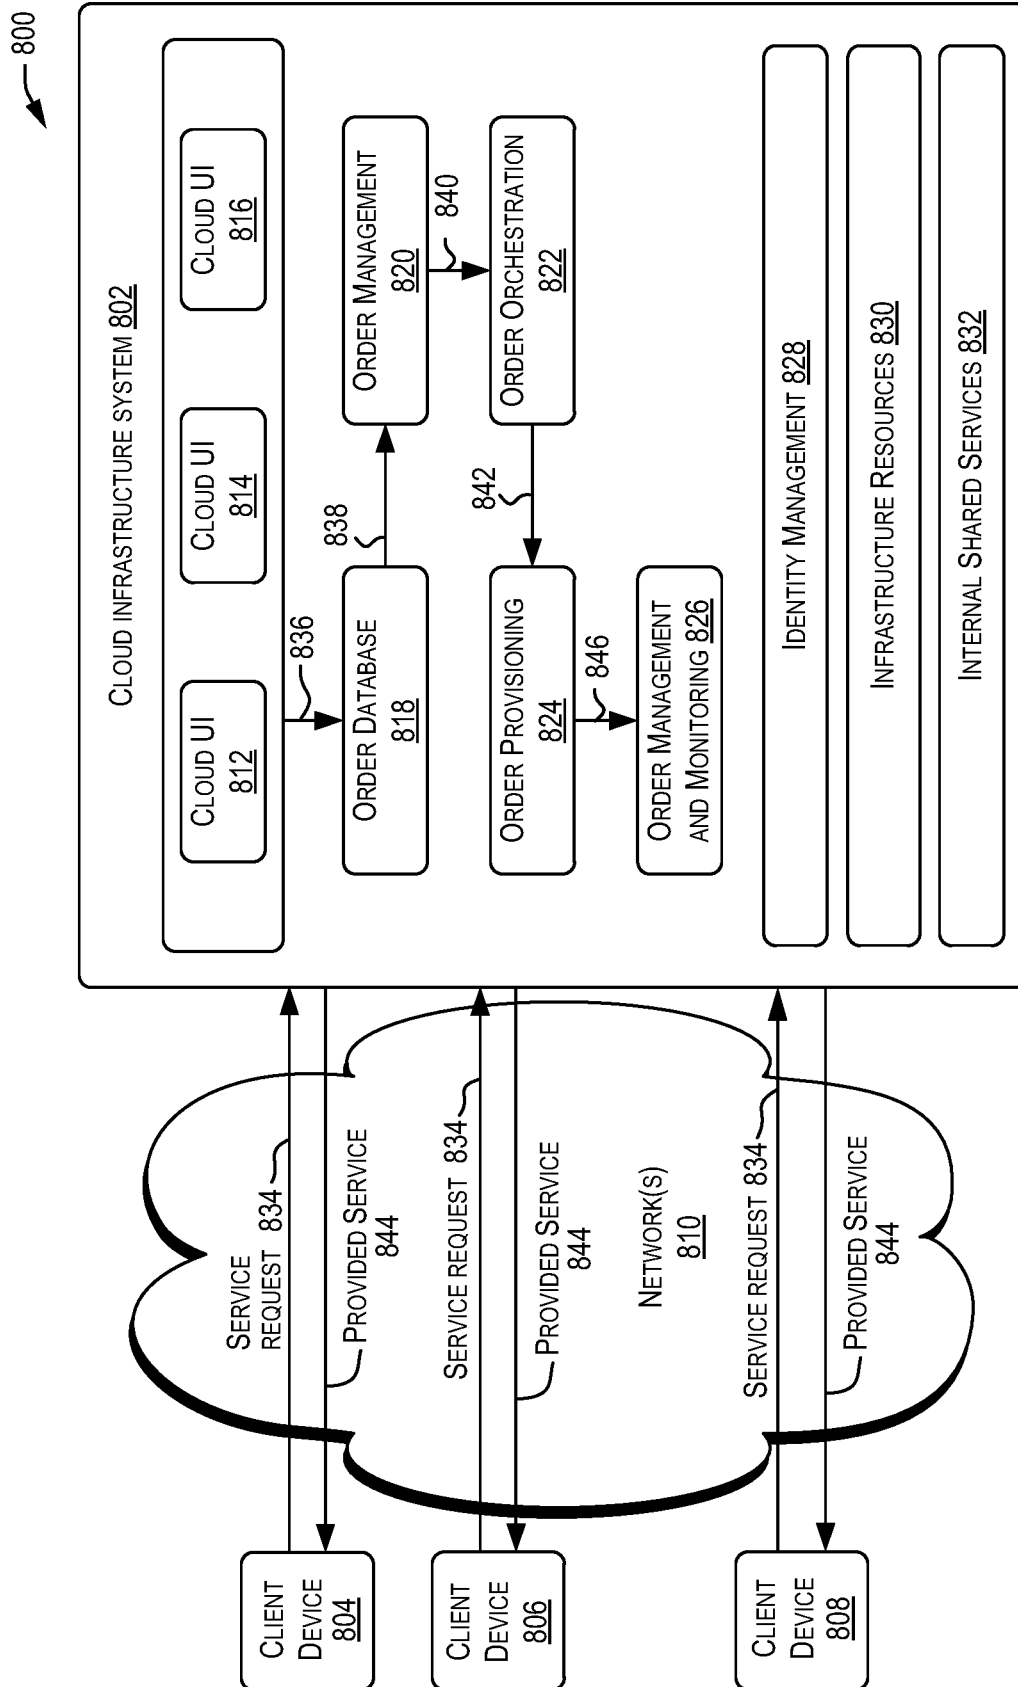 800
CLOUD INFRASTRUCTURE SYSTEM 802
CLOUD UI
812
CLOUD UI
814
CLOUD UI
816
836
ORDER DATABASE
818
838
ORDER MANAGEMENT
820
840
ORDER PROVISIONING
824
842
ORDER ORCHESTRATION
822
846
ORDER MANAGEMENT
AND MONITORING 826
IDENTITY MANAGEMENT 828
INFRASTRUCTURE RESOURCES 830
INTERNAL SHARED SERVICES 832
SERVICE
REQUEST 834
PROVIDED SERVICE
844
SERVICE REQUEST 834
PROVIDED SERVICE
844
NETWORK(S)
810
SERVICE REQUEST 834
PROVIDED SERVICE
844
CLIENT
DEVICE
804
CLIENT
DEVICE
806
CLIENT
DEVICE
808